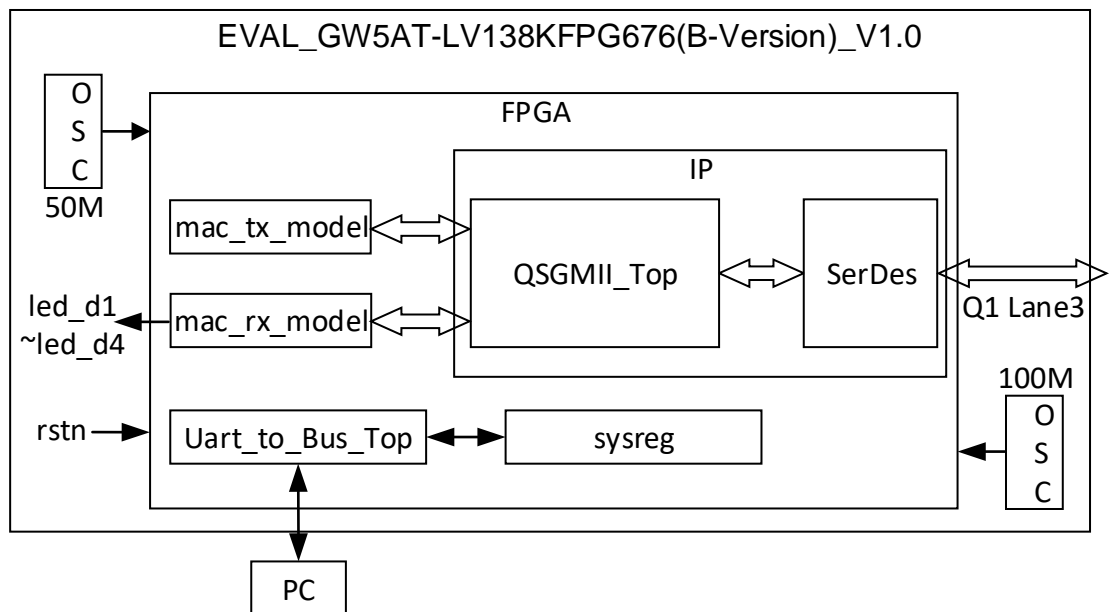 EVAL_GW5AT-LV138KFPG676(B-Version)_V1.0
O
S
C
50M
FPGA
IP
mac_tx_model
QSGMII_Top
SerDes
led_d1
~led_d4
mac_rx_model
Q1 Lane3
100M
O
S
C
rstn
Uart_to_Bus_Top
sysreg
PC